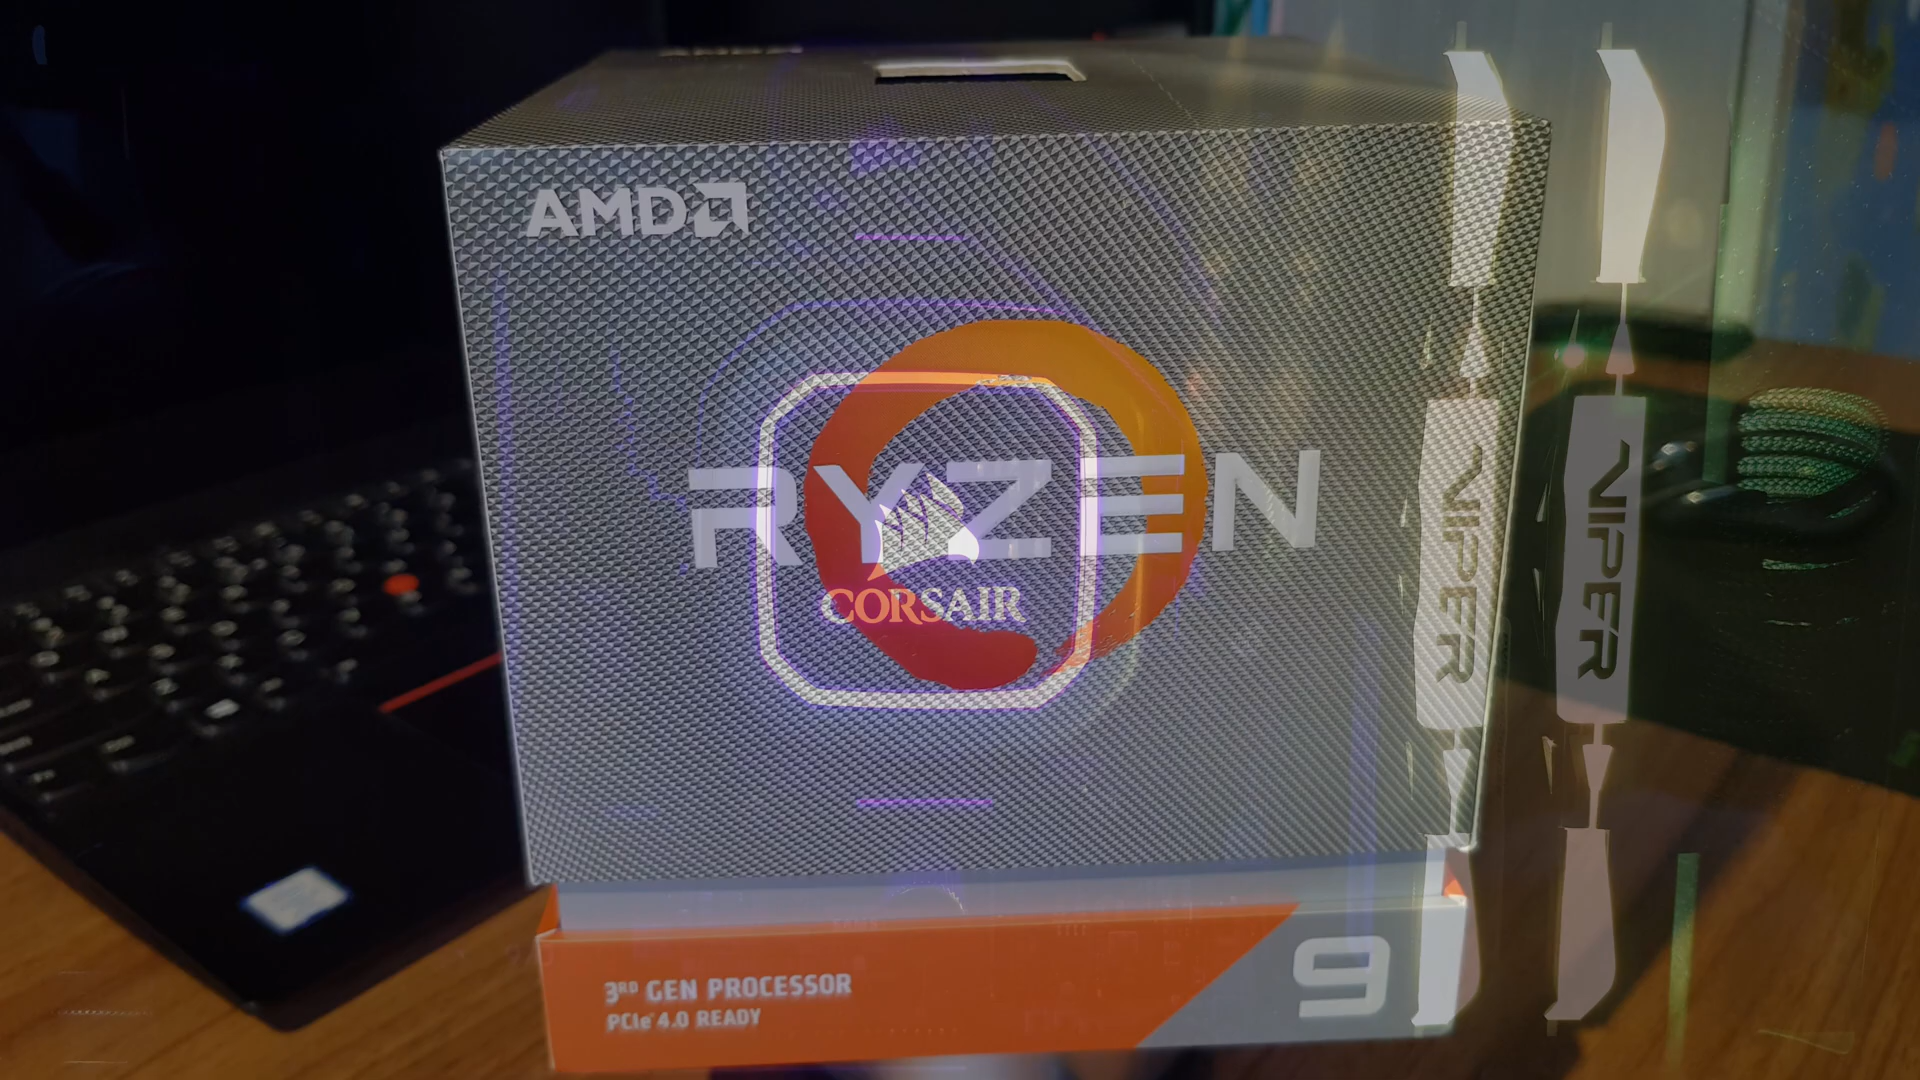 AMD
RYZEN
CORSAIR
VIPER
VIPER
3RD GEN PROCESSOR
PCIe 4.0 READY
9